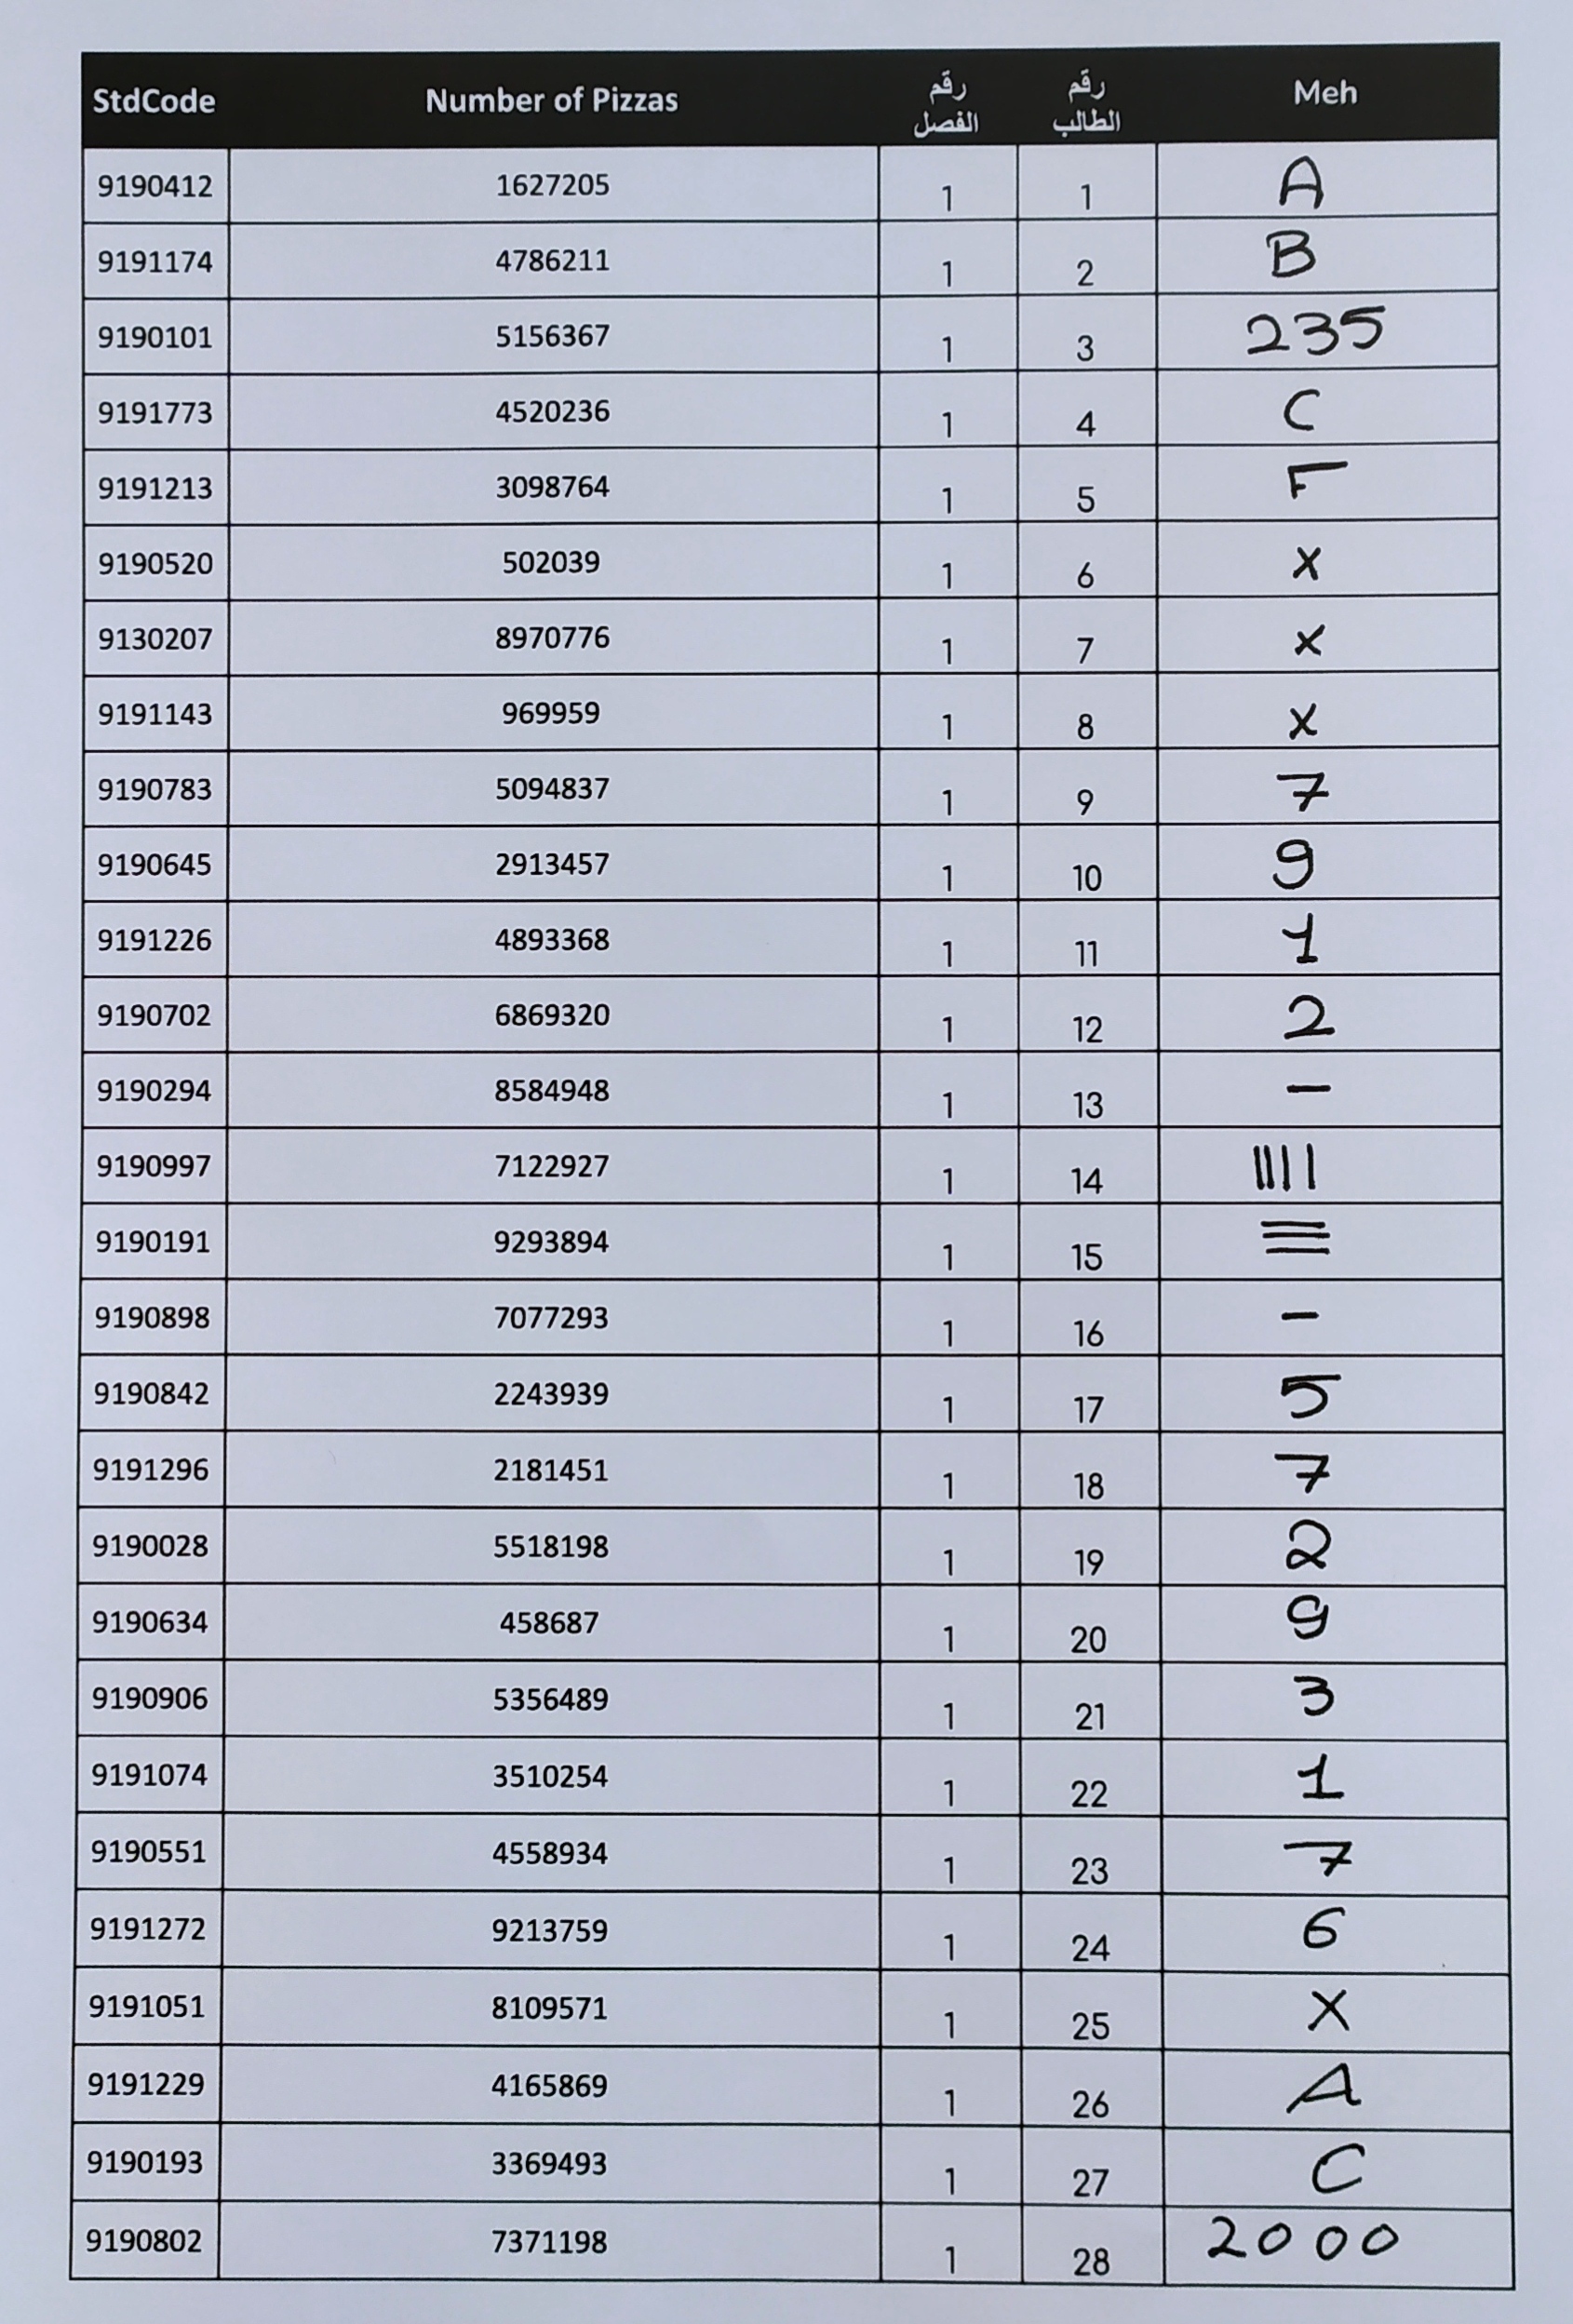 StdCode Number of Pizzas رقم الفصل رقم الطالب Meh
9190412 1627205 1 1 A
9191174 4786211 1 2 B
9190101 5156367 1 3 235
9191773 4520236 1 4 C
9191213 3098764 1 5 F
9190520 502039 1 6 x
9130207 8970776 1 7 x
9191143 969959 1 8 x
9190783 5094837 1 9 7
9190645 2913457 1 10 9
9191226 4893368 1 11 1
9190702 6869320 1 12 2
9190294 8584948 1 13 —
9190997 7122927 1 14 |||||
9190191 9293894 1 15 ☰
9190898 7077293 1 16 —
9190842 2243939 1 17 5
9191296 2181451 1 18 7
9190028 5518198 1 19 2
9190634 458687 1 20 9
9190906 5356489 1 21 3
9191074 3510254 1 22 1
9190551 4558934 1 23 7
9191272 9213759 1 24 6
9191051 8109571 1 25 X
9191229 4165869 1 26 A
9190193 3369493 1 27 C
9190802 7371198 1 28 2000